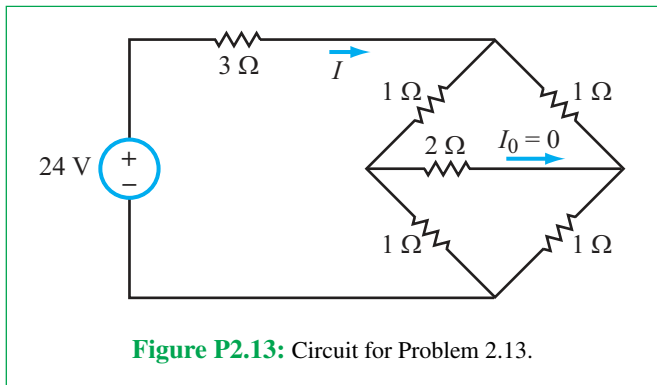 3 Ω
I
1 Ω
1 Ω
2 Ω
I₀ = 0
24 V
+
−
1 Ω
1 Ω
Figure P2.13: Circuit for Problem 2.13.